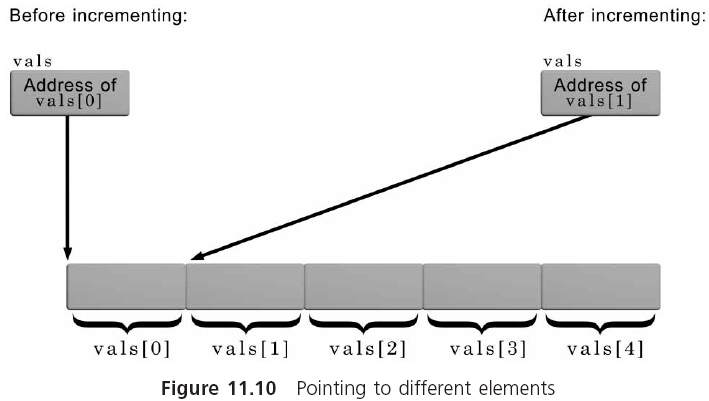 Before incrementing: After incrementing:
vals vals
Address of Address of
vals[0] vals[1]
vals[0] vals[1] vals[2] vals[3] vals[4]
Figure 11.10 Pointing to different elements